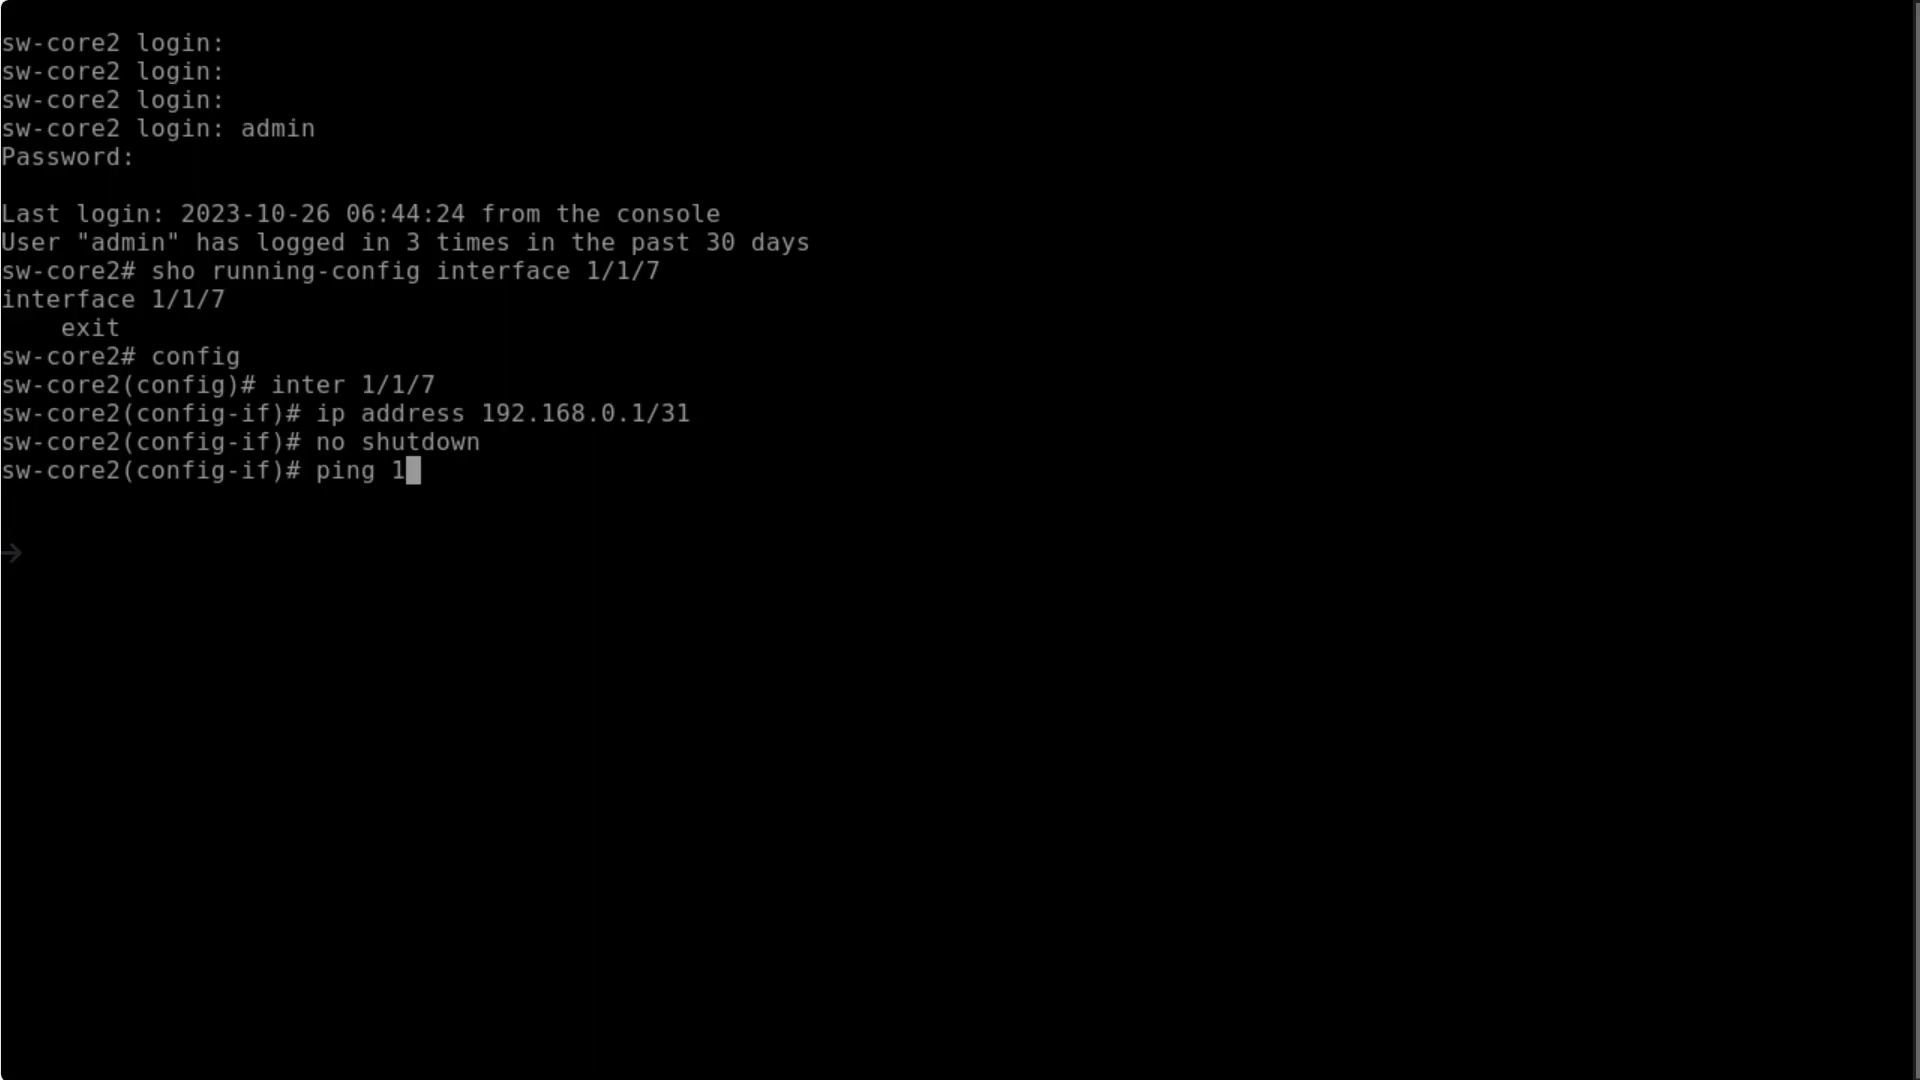 sw-core2 login:
sw-core2 login:
sw-core2 login:
sw-core2 login: admin
Password:
Last login: 2023-10-26 06:44:24 from the console
User "admin" has logged in 3 times in the past 30 days
sw-core2# sho running-config interface 1/1/7
interface 1/1/7
    exit
sw-core2# config
sw-core2(config)# inter 1/1/7
sw-core2(config-if)# ip address 192.168.0.1/31
sw-core2(config-if)# no shutdown
sw-core2(config-if)# ping 1